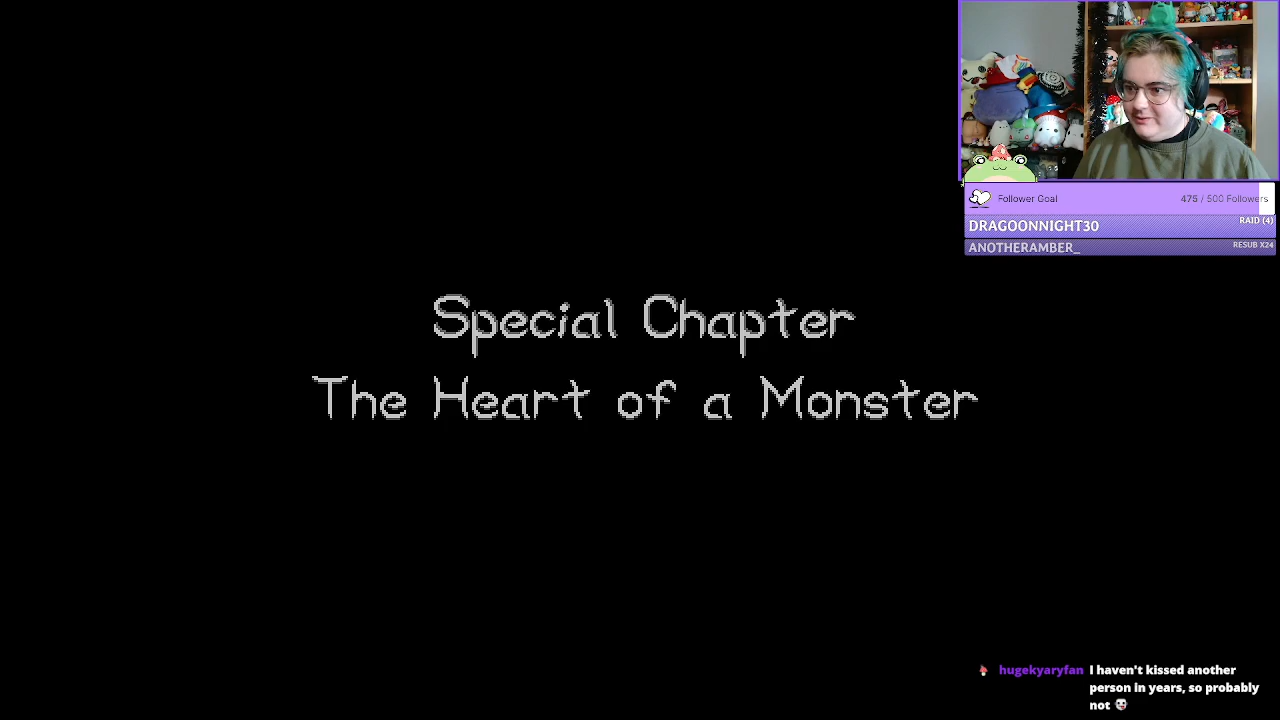 Follower Goal 475 / 500 Followers
DRAGOONNIGHT30 RAID (4)
ANOTHERAMBER_ RESUB X24
Special Chapter
The Heart of a Monster
hugekyaryfan I haven't kissed another
person in years, so probably
not